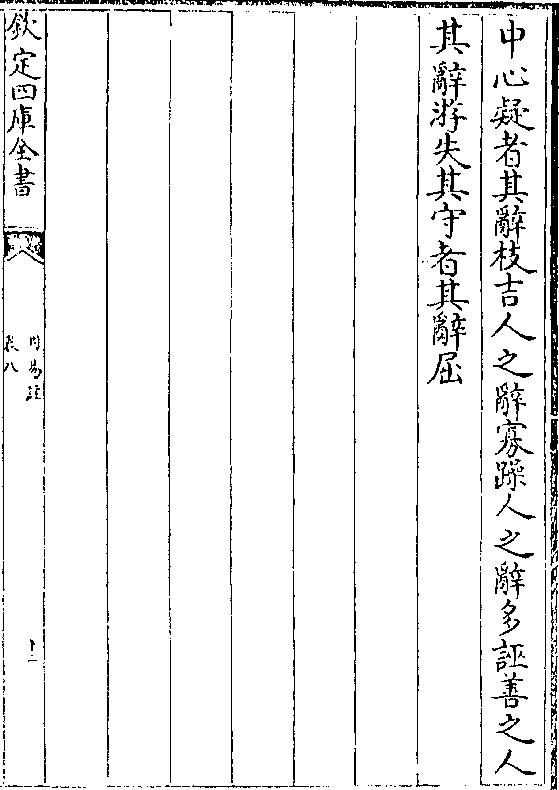 中心疑者其辭枝吉人之辭寡躁人之辭多誣善之人
其辭游失其守者其辭屈
欽定四庫全書
周易註
卷八
十二